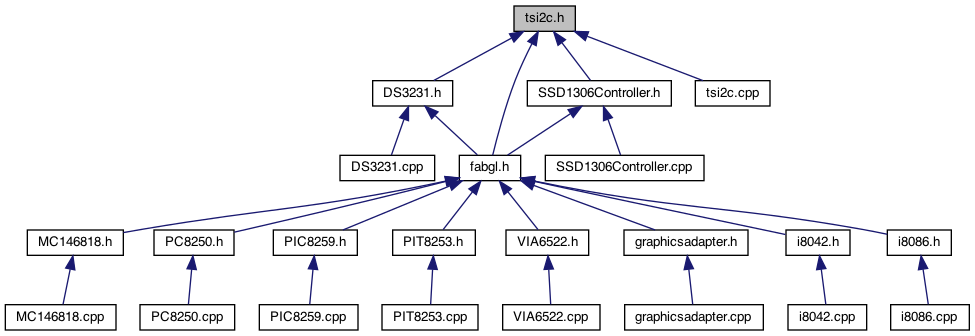 tsi2c.h
DS3231.h
SSD1306Controller.h
tsi2c.cpp
DS3231.cpp
fabgl.h
SSD1306Controller.cpp
MC146818.h
PC8250.h
PIC8259.h
PIT8253.h
VIA6522.h
graphicsadapter.h
i8042.h
i8086.h
MC146818.cpp
PC8250.cpp
PIC8259.cpp
PIT8253.cpp
VIA6522.cpp
graphicsadapter.cpp
i8042.cpp
i8086.cpp